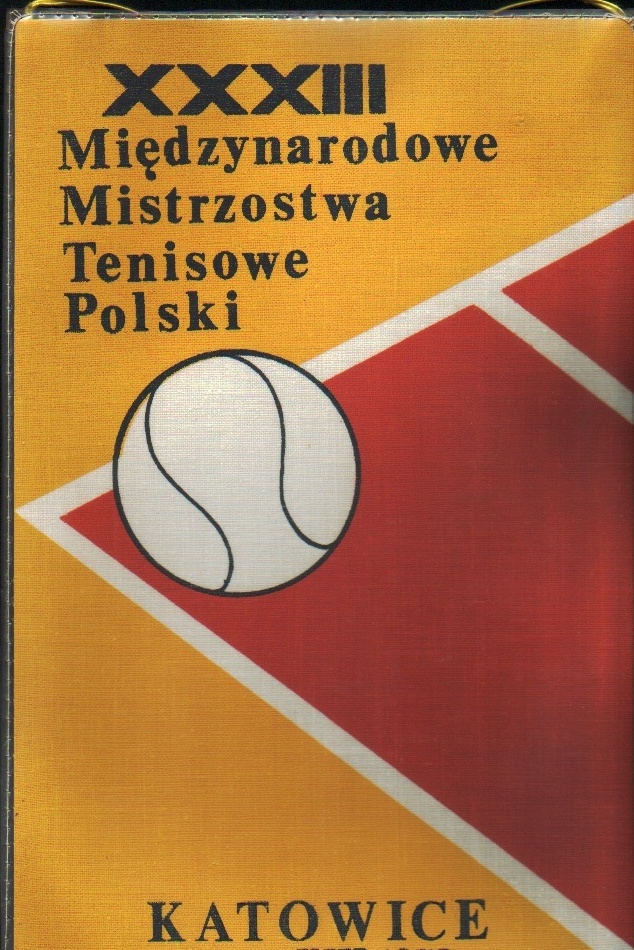 XXXIII
Międzynarodowe
Mistrzostwa
Tenisowe
Polski
KATOWICE